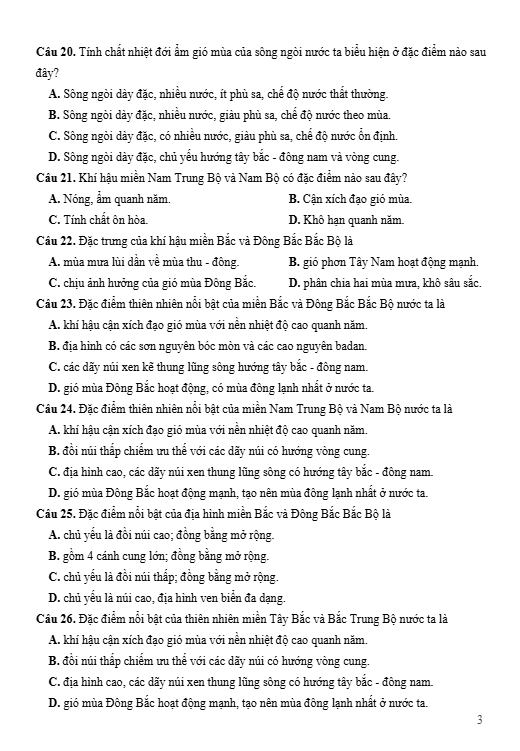 Câu 20. Tính chất nhiệt đới ẩm gió mùa của sông ngòi nước ta biểu hiện ở đặc điểm nào sau
đây?
A. Sông ngòi dày đặc, nhiều nước, ít phù sa, chế độ nước thất thường.
B. Sông ngòi dày đặc, nhiều nước, giàu phù sa, chế độ nước theo mùa.
C. Sông ngòi dày đặc, có nhiều nước, giàu phù sa, chế độ nước ổn định.
D. Sông ngòi dày đặc, chủ yếu hướng tây bắc - đông nam và vòng cung.
Câu 21. Khí hậu miền Nam Trung Bộ và Nam Bộ có đặc điểm nào sau đây?
A. Nóng, ẩm quanh năm. B. Cận xích đạo gió mùa.
C. Tính chất ôn hòa. D. Khô hạn quanh năm.
Câu 22. Đặc trưng của khí hậu miền Bắc và Đông Bắc Bắc Bộ là
A. mùa mưa lùi dần về mùa thu - đông. B. gió phơn Tây Nam hoạt động mạnh.
C. chịu ảnh hưởng của gió mùa Đông Bắc. D. phân chia hai mùa mưa, khô sâu sắc.
Câu 23. Đặc điểm thiên nhiên nổi bật của miền Bắc và Đông Bắc Bắc Bộ nước ta là
A. khí hậu cận xích đạo gió mùa với nền nhiệt độ cao quanh năm.
B. địa hình có các sơn nguyên bóc mòn và các cao nguyên badan.
C. các dãy núi xen kẽ thung lũng sông hướng tây bắc - đông nam.
D. gió mùa Đông Bắc hoạt động, có mùa đông lạnh nhất ở nước ta.
Câu 24. Đặc điểm thiên nhiên nổi bật của miền Nam Trung Bộ và Nam Bộ nước ta là
A. khí hậu cận xích đạo gió mùa với nền nhiệt độ cao quanh năm.
B. đồi núi thấp chiếm ưu thế với các dãy núi có hướng vòng cung.
C. địa hình cao, các dãy núi xen thung lũng sông có hướng tây bắc - đông nam.
D. gió mùa Đông Bắc hoạt động mạnh, tạo nên mùa đông lạnh nhất ở nước ta.
Câu 25. Đặc điểm nổi bật của địa hình miền Bắc và Đông Bắc Bắc Bộ là
A. chủ yếu là đồi núi cao; đồng bằng mở rộng.
B. gồm 4 cánh cung lớn; đồng bằng mở rộng.
C. chủ yếu là đồi núi thấp; đồng bằng mở rộng.
D. chủ yếu là núi cao, địa hình ven biển đa dạng.
Câu 26. Đặc điểm nổi bật của thiên nhiên miền Tây Bắc và Bắc Trung Bộ nước ta là
A. khí hậu cận xích đạo gió mùa với nền nhiệt độ cao quanh năm.
B. đồi núi thấp chiếm ưu thế với các dãy núi có hướng vòng cung.
C. địa hình cao, các dãy núi xen thung lũng sông có hướng tây bắc - đông nam.
D. gió mùa Đông Bắc hoạt động mạnh, tạo nên mùa đông lạnh nhất ở nước ta.
3